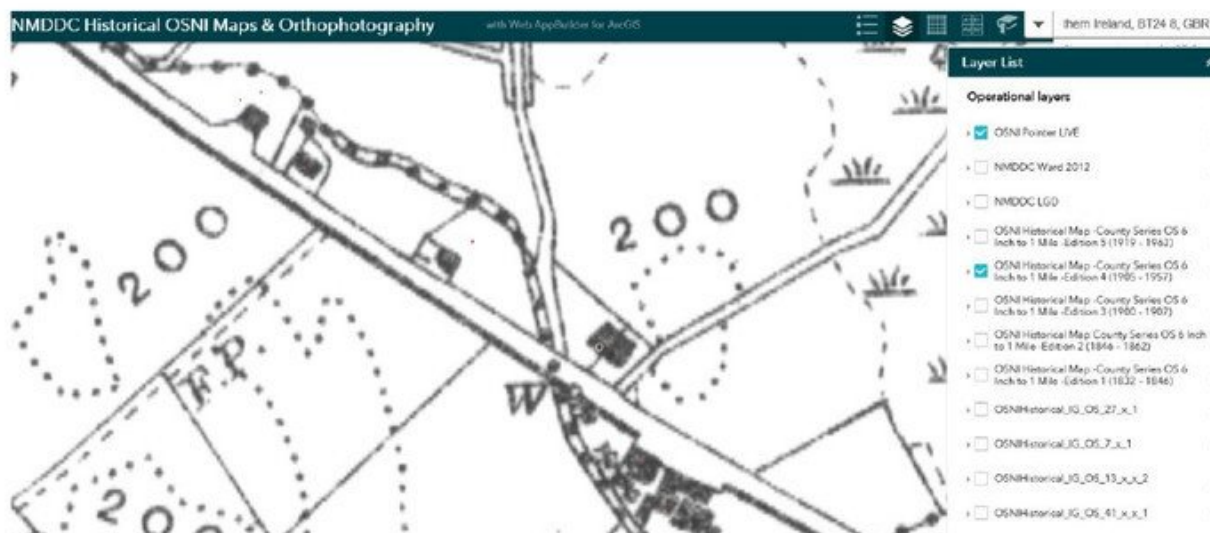 NMDDC Historical OSNI Maps & Orthophotography
with Web AppBuilder for ArcGIS
thern Ireland, BT24 8, GBR
Layer List
Operational layers
OSNI Pointer LIVE
NMDDC Ward 2012
NMDDC LGD
OSNI Historical Map -County Series OS 6
Inch to 1 Mile -Edition 5 (1919 - 1963)
OSNI Historical Map -County Series OS 6
Inch to 1 Mile -Edition 4 (1905 - 1957)
OSNI Historical Map -County Series OS 6
Inch to 1 Mile -Edition 3 (1900 - 1907)
OSNI Historical Map County Series OS 6 Inch
to 1 Mile -Edition 2 (1846 - 1862)
OSNI Historical Map -County Series OS 6
Inch to 1 Mile -Edition 1 (1832 - 1846)
OSNIHistorical_IG_OS_27_x_1
OSNIHistorical_IG_OS_7_x_1
OSNIHistorical_IG_OS_13_x_x_2
OSNIHistorical_IG_OS_41_x_x_1
200
200
F.P.
W
200